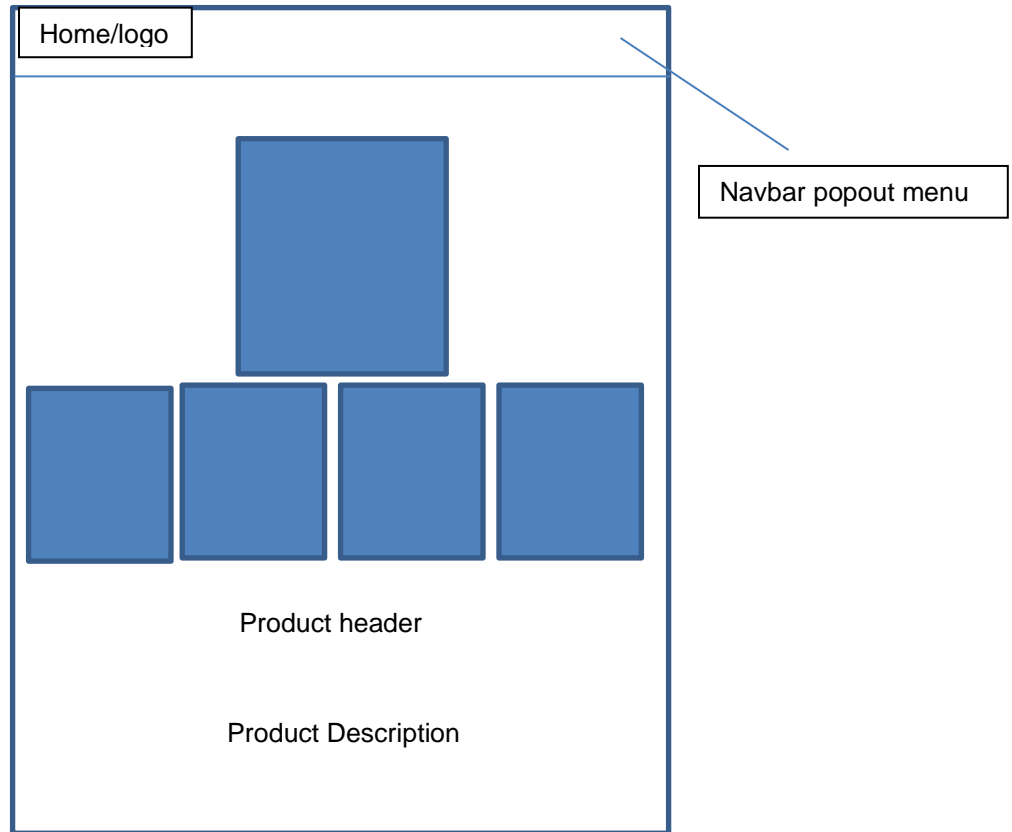 Home/logo
Navbar popout menu
Product header
Product Description